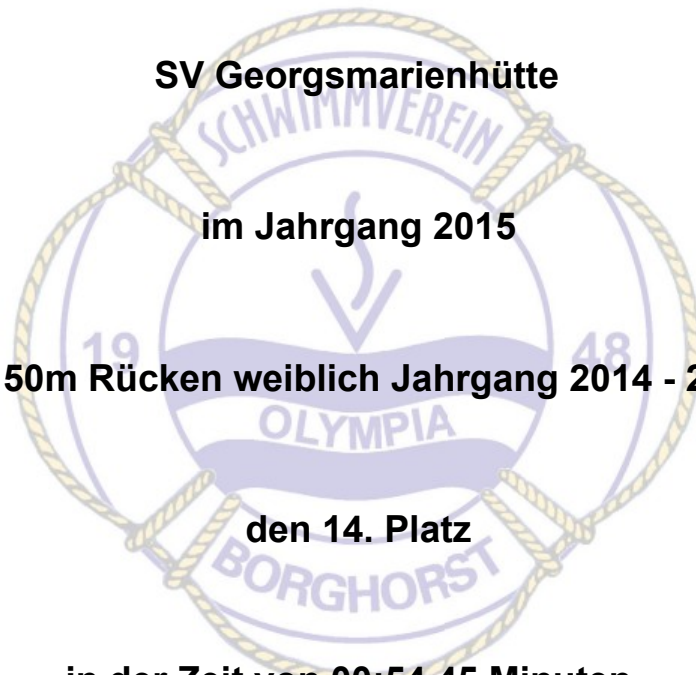 SV Georgsmarienhütte
SCHWIMMVEREIN
im Jahrgang 2015
19 48
50m Rücken weiblich Jahrgang 2014 - 2
OLYMPIA
den 14. Platz
BORGHORST
in der Zeit von 00:54,45 Minuten